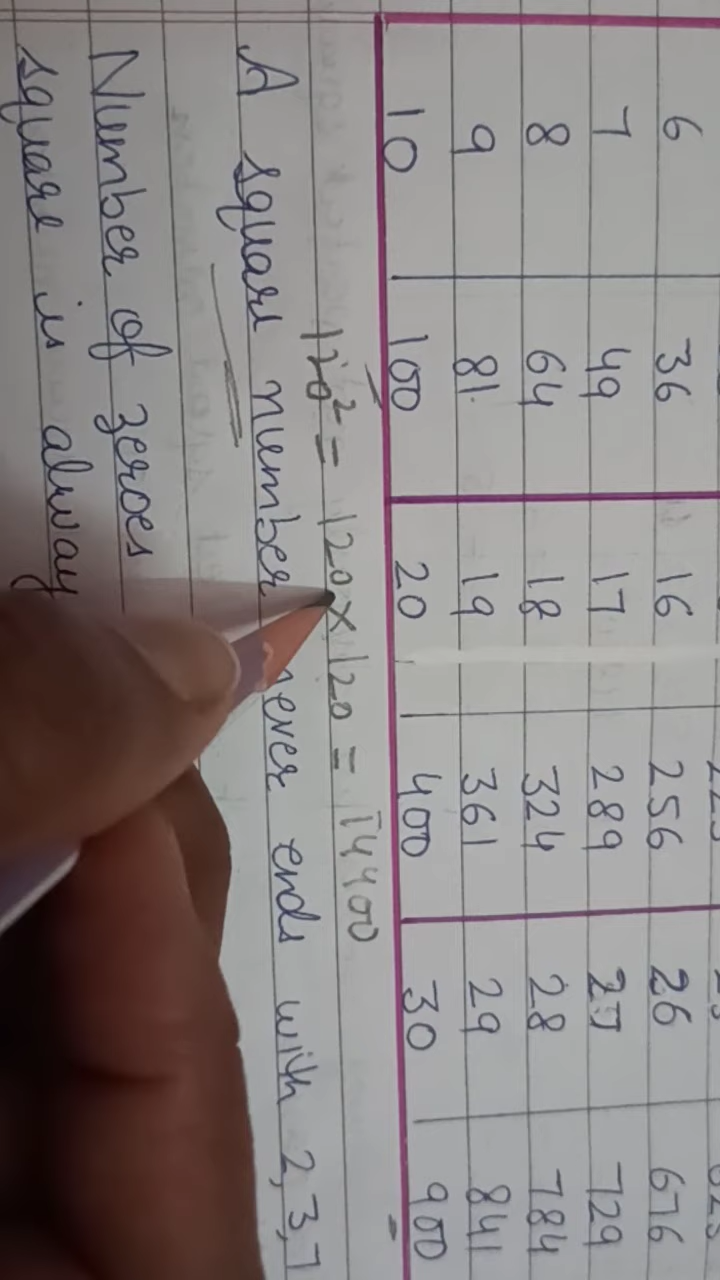 6 36 16 256 26 676
7 49 17 289 27 729
8 64 18 324 28 784
9 81 19 361 29 841
10 100 20 400 30 900
120² = 120 x 120 = 14400
A square number never ends with 2, 3, 7
Number of zeroes
square is alway